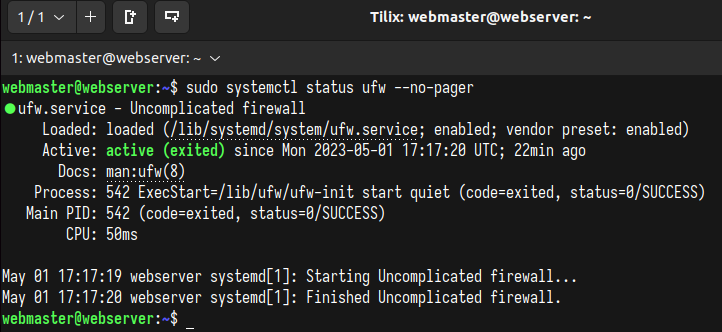 1 / 1
Tilix: webmaster@webserver: ~
1: webmaster@webserver: ~
webmaster@webserver:~$ sudo systemctl status ufw --no-pager
● ufw.service - Uncomplicated firewall
Loaded: loaded (/lib/systemd/system/ufw.service; enabled; vendor preset: enabled)
Active: active (exited) since Mon 2023-05-01 17:17:20 UTC; 22min ago
Docs: man:ufw(8)
Process: 542 ExecStart=/lib/ufw/ufw-init start quiet (code=exited, status=0/SUCCESS)
Main PID: 542 (code=exited, status=0/SUCCESS)
CPU: 50ms
May 01 17:17:19 webserver systemd[1]: Starting Uncomplicated firewall...
May 01 17:17:20 webserver systemd[1]: Finished Uncomplicated firewall.
webmaster@webserver:~$ _